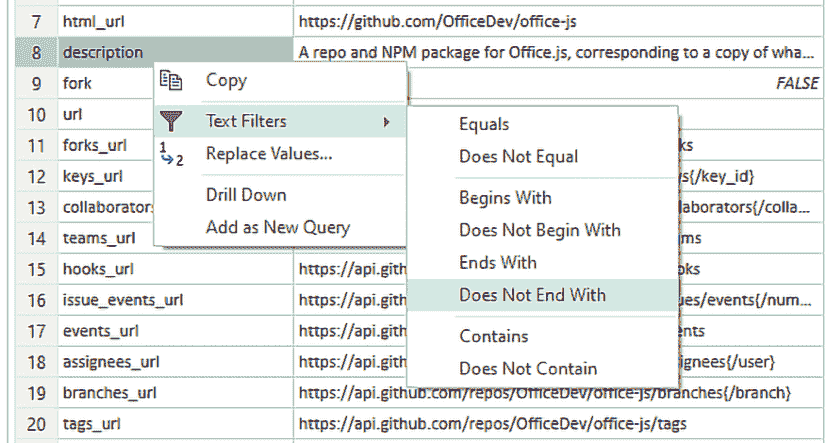 7 html_url https://github.com/OfficeDev/office-js
8 description A repo and NPM package for Office.js, corresponding to a copy of wha...
9 fork FALSE
10 url
11 forks_url ks
12 keys_url ys{/key_id}
13 collaborators aborators{/colla...
14 teams_url ms
15 hooks_url https://api.gith oks
16 issue_events_url https://api.gith ues/events{/num...
17 events_url https://api.gith ents
18 assignees_url https://api.gith ignees{/user}
19 branches_url https://api.github.com/repos/OfficeDev/office-js/branches{/branch}
20 tags_url https://api.github.com/repos/OfficeDev/office-js/tags
Copy
Text Filters
1 2 Replace Values...
Drill Down
Add as New Query
Equals
Does Not Equal
Begins With
Does Not Begin With
Ends With
Does Not End With
Contains
Does Not Contain